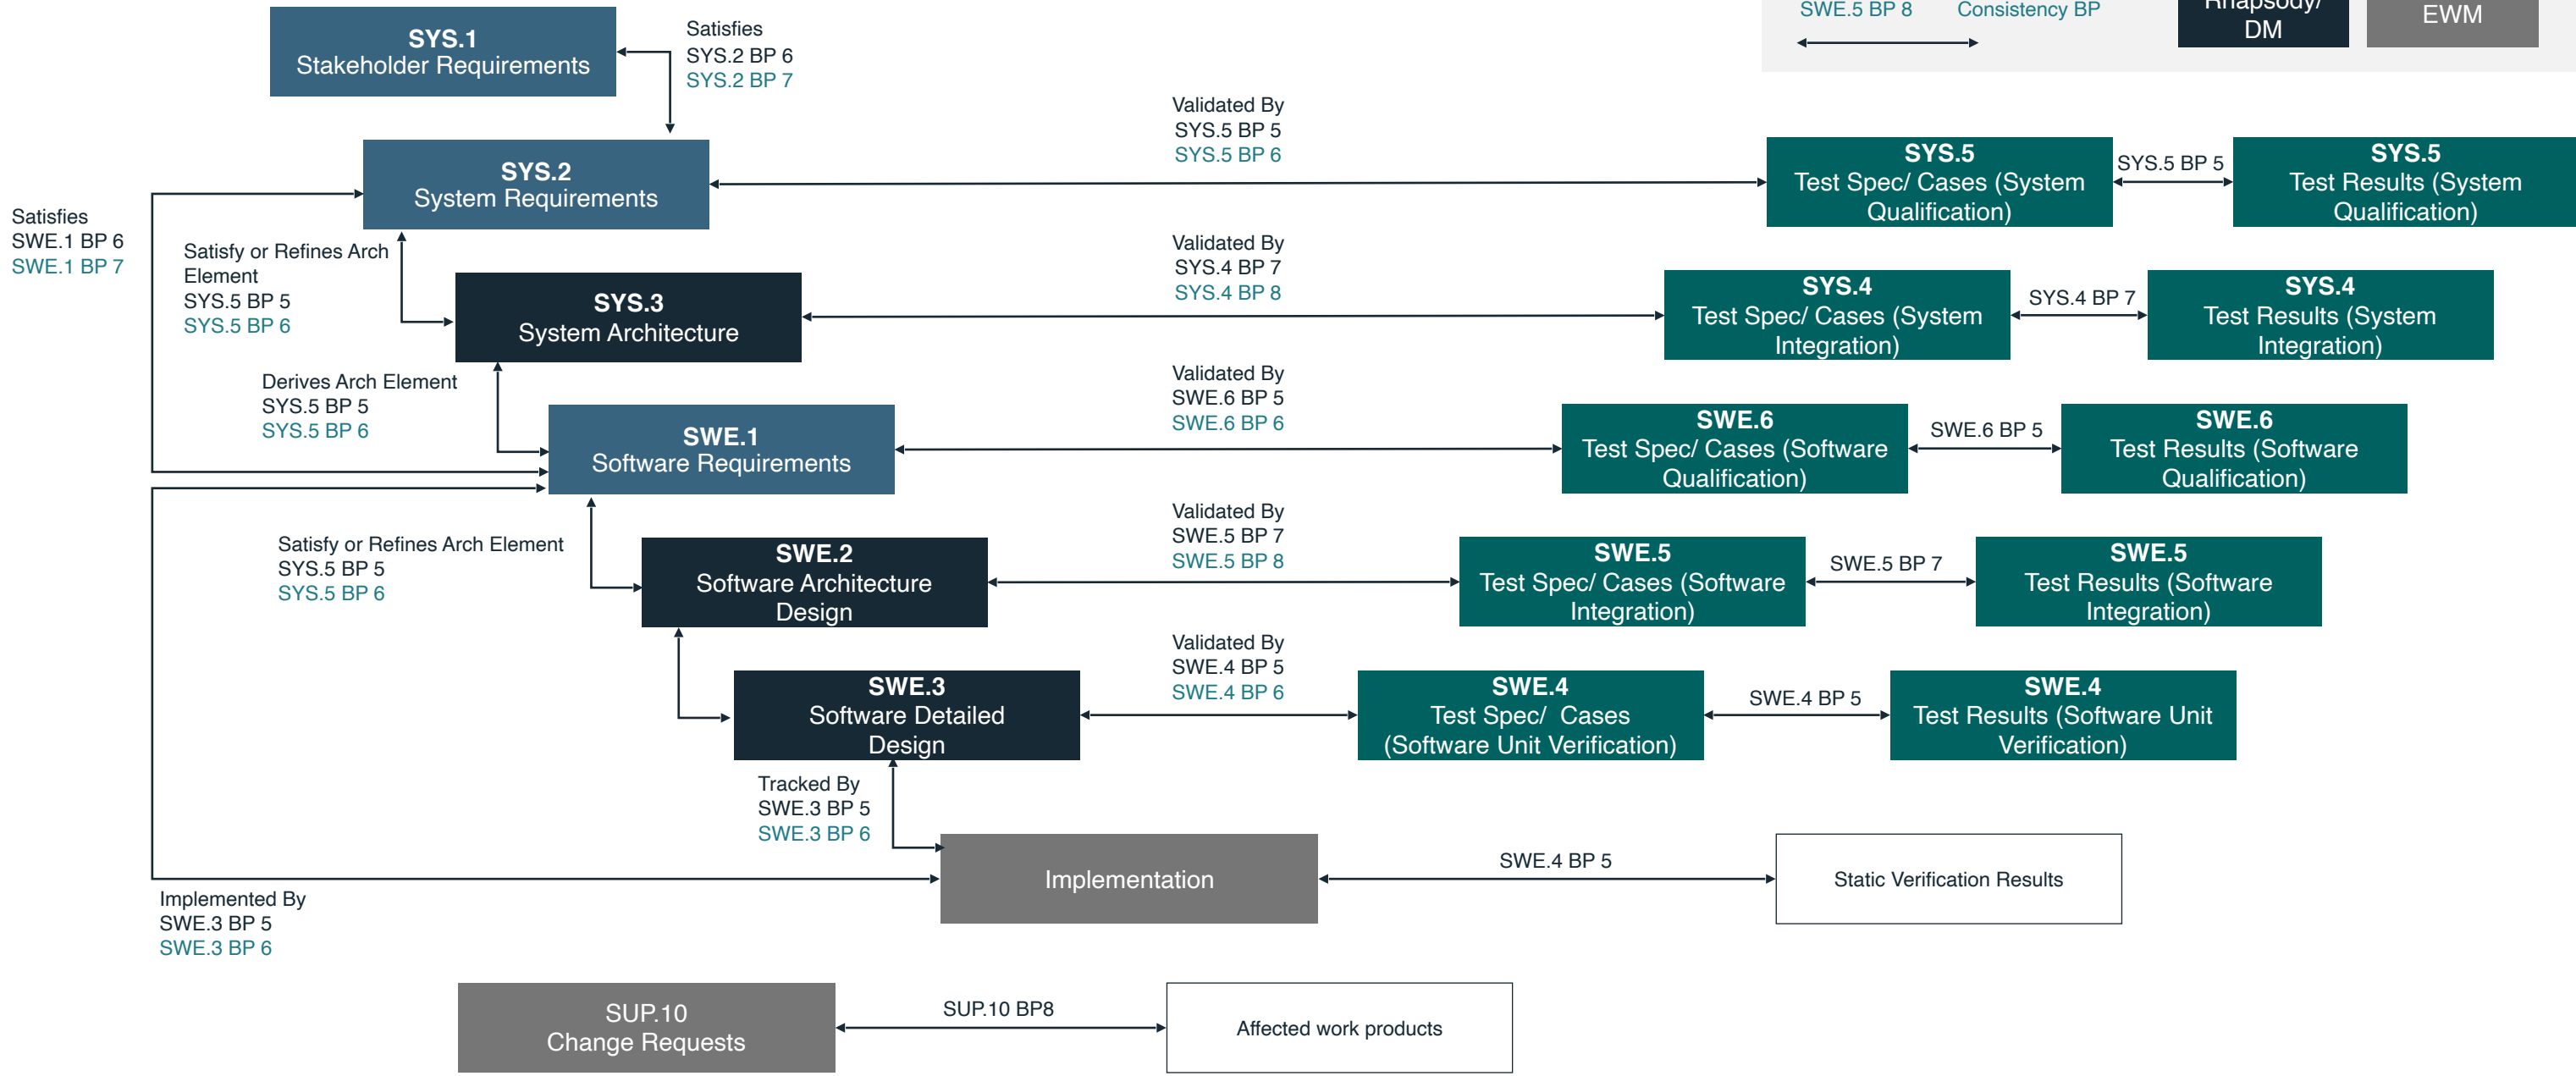 SWE.5 BP 8
Consistency BP
Rhapsody/
DM
EWM
SYS.1
Stakeholder Requirements
Satisfies
SYS.2 BP 6
SYS.2 BP 7
SYS.2
System Requirements
Validated By
SYS.5 BP 5
SYS.5 BP 6
SYS.5
Test Spec/ Cases (System
Qualification)
SYS.5 BP 5
SYS.5
Test Results (System
Qualification)
Satisfies
SWE.1 BP 6
SWE.1 BP 7
Satisfy or Refines Arch
Element
SYS.5 BP 5
SYS.5 BP 6
SYS.3
System Architecture
Validated By
SYS.4 BP 7
SYS.4 BP 8
SYS.4
Test Spec/ Cases (System
Integration)
SYS.4 BP 7
SYS.4
Test Results (System
Integration)
Derives Arch Element
SYS.5 BP 5
SYS.5 BP 6
SWE.1
Software Requirements
Validated By
SWE.6 BP 5
SWE.6 BP 6
SWE.6
Test Spec/ Cases (Software
Qualification)
SWE.6 BP 5
SWE.6
Test Results (Software
Qualification)
Satisfy or Refines Arch Element
SYS.5 BP 5
SYS.5 BP 6
SWE.2
Software Architecture
Design
Validated By
SWE.5 BP 7
SWE.5 BP 8
SWE.5
Test Spec/ Cases (Software
Integration)
SWE.5 BP 7
SWE.5
Test Results (Software
Integration)
SWE.3
Software Detailed
Design
Validated By
SWE.4 BP 5
SWE.4 BP 6
SWE.4
Test Spec/ Cases
(Software Unit Verification)
SWE.4 BP 5
SWE.4
Test Results (Software Unit
Verification)
Tracked By
SWE.3 BP 5
SWE.3 BP 6
Implementation
SWE.4 BP 5
Static Verification Results
Implemented By
SWE.3 BP 5
SWE.3 BP 6
SUP.10
Change Requests
SUP.10 BP8
Affected work products